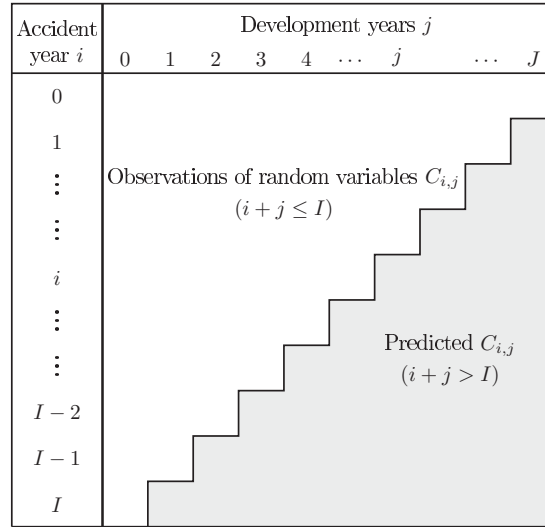 Accident year i
Development years j
0 1 2 3 4 ⋯ j ⋯ J
0
1
⋮
⋮
i
⋮
⋮
I − 2
I − 1
I
Observations of random variables C_{i,j}
(i + j ≤ I)
Predicted C_{i,j}
(i + j > I)